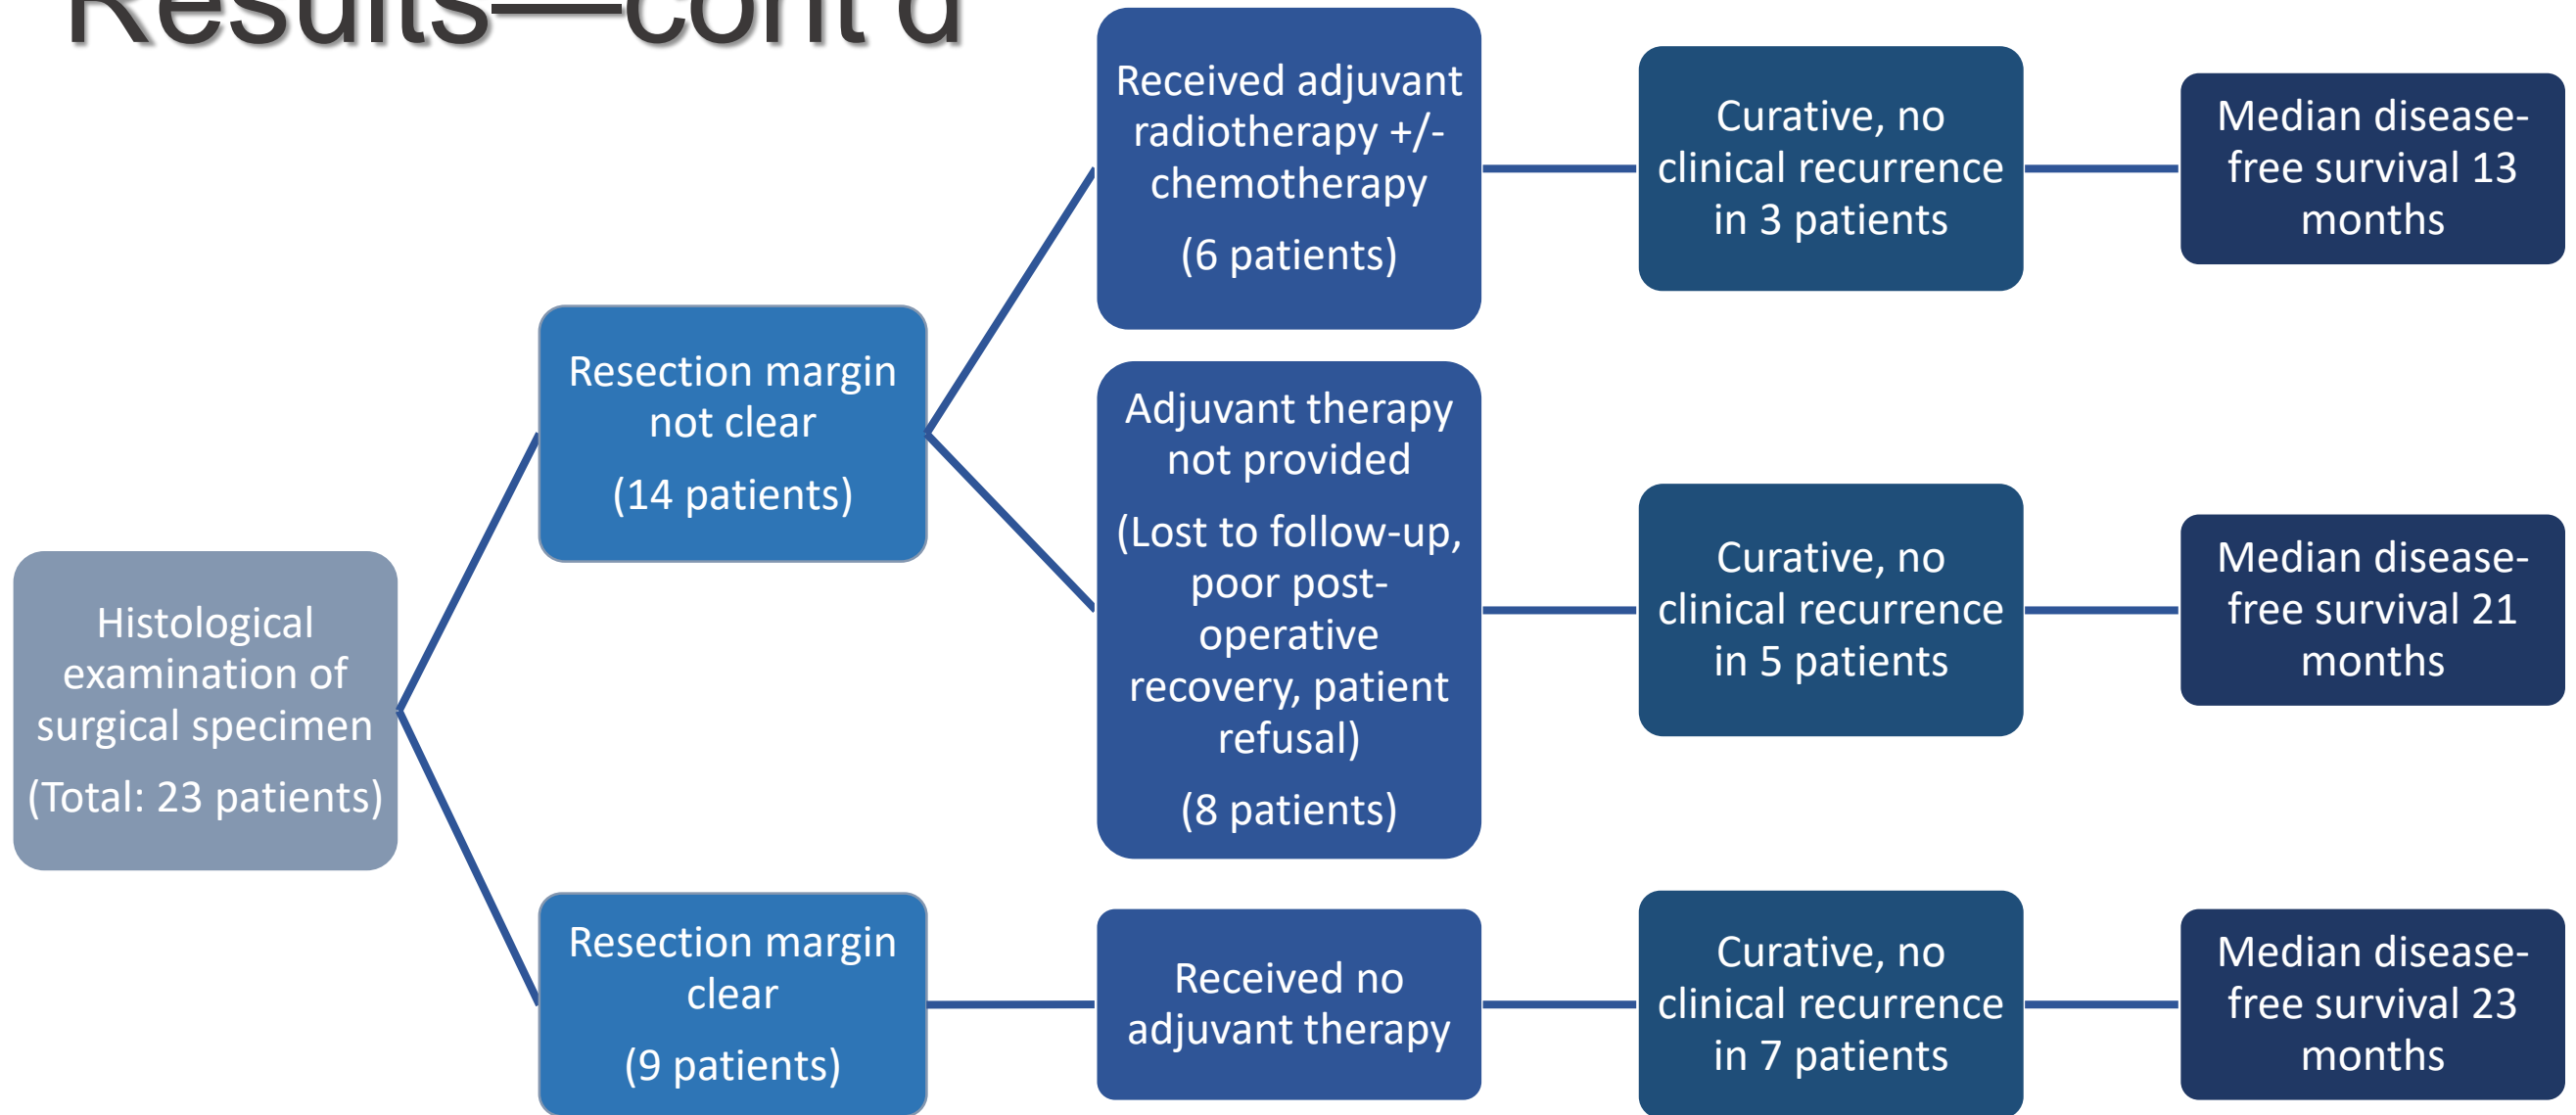 Results—cont'd
Histological
examination of
surgical specimen
(Total: 23 patients)
Resection margin
not clear
(14 patients)
Resection margin
clear
(9 patients)
Received adjuvant
radiotherapy +/-
chemotherapy
(6 patients)
Adjuvant therapy
not provided
(Lost to follow-up,
poor post-
operative
recovery, patient
refusal)
(8 patients)
Received no
adjuvant therapy
Curative, no
clinical recurrence
in 3 patients
Curative, no
clinical recurrence
in 5 patients
Curative, no
clinical recurrence
in 7 patients
Median disease-
free survival 13
months
Median disease-
free survival 21
months
Median disease-
free survival 23
months